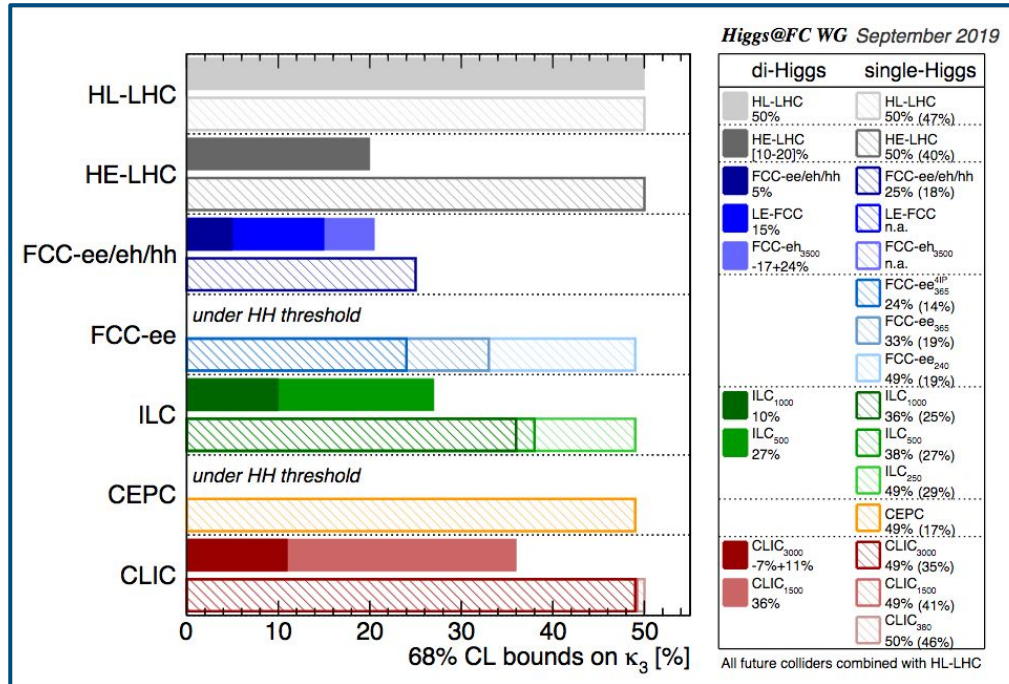 Higgs@FC WG September 2019
di-Higgs single-Higgs
HL-LHC
50%
HL-LHC
50% (47%)
HE-LHC
[10-20]%
HE-LHC
50% (40%)
FCC-ee/eh/hh
5%
FCC-ee/eh/hh
25% (18%)
LE-FCC
15%
LE-FCC
n.a.
FCC-eh3500
-17+24%
FCC-eh3500
n.a.
FCC-ee4IP365
24% (14%)
FCC-ee365
33% (19%)
FCC-ee240
49% (19%)
ILC1000
10%
ILC1000
36% (25%)
ILC500
27%
ILC500
38% (27%)
ILC250
49% (29%)
CEPC
49% (17%)
CLIC3000
-7%+11%
CLIC3000
49% (35%)
CLIC1500
36%
CLIC1500
49% (41%)
CLIC380
50% (46%)
All future colliders combined with HL-LHC
HL-LHC
HE-LHC
FCC-ee/eh/hh
under HH threshold
FCC-ee
ILC
under HH threshold
CEPC
CLIC
0 10 20 30 40 50
68% CL bounds on κ3 [%]